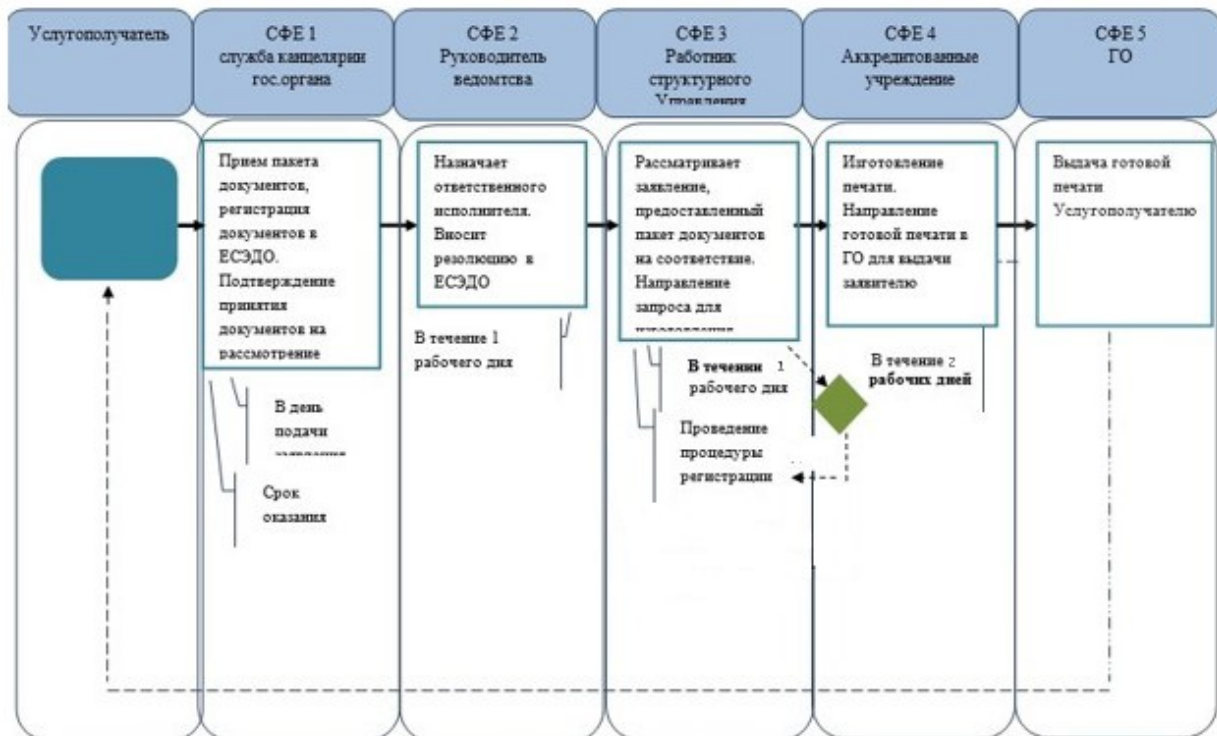 Услугополучатель
СФЕ 1
служба канцелярии
гос.органа
СФЕ 2
Руководитель
ведомтсва
СФЕ 3
Работник
структурного
Управления
СФЕ 4
Аккредитованные
учреждение
СФЕ 5
ГО
Прием пакета
документов,
регистрация
документов в
ЕСЭДО.
Подтверждение
принятия
документов на
рассмотрение
В день
подачи
Срок
оказания
Назначает
ответственного
исполнителя.
Вносит
резолюцию в
ЕСЭДО
В течение 1
рабочего дня
Рассматривает
заявление,
предоставленный
пакет документов
на соответствие.
Направление
запроса для
В течении 1
рабочего дня
Проведение
процедуры
регистрации
Изготовление
печати.
Направление
готовой печати в
ГО для выдачи
заявителю
В течение 2
рабочих дней
Выдача готовой
печати
Услугополучателю